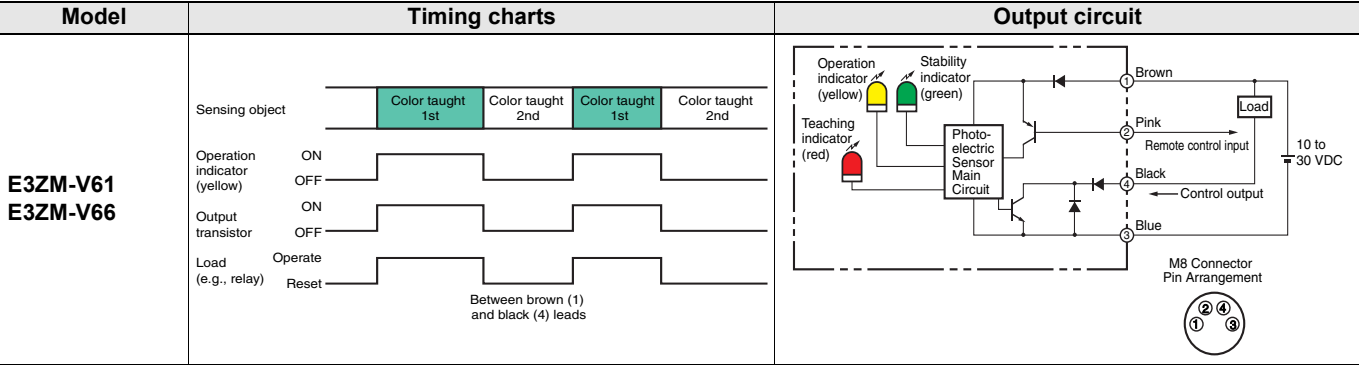 Model
Timing charts
Output circuit
E3ZM-V61
E3ZM-V66
Sensing object
Color taught
1st
Color taught
2nd
Color taught
1st
Color taught
2nd
Operation
indicator
(yellow)
ON
OFF
Output
transistor
ON
OFF
Load
(e.g., relay)
Operate
Reset
Between brown (1)
and black (4) leads
Operation
indicator
(yellow)
Stability
indicator
(green)
Teaching
indicator
(red)
Photo-
electric
Sensor
Main
Circuit
1
Brown
Load
2
Pink
Remote control input
10 to
30 VDC
4
Black
Control output
3
Blue
M8 Connector
Pin Arrangement
2 4
1 3